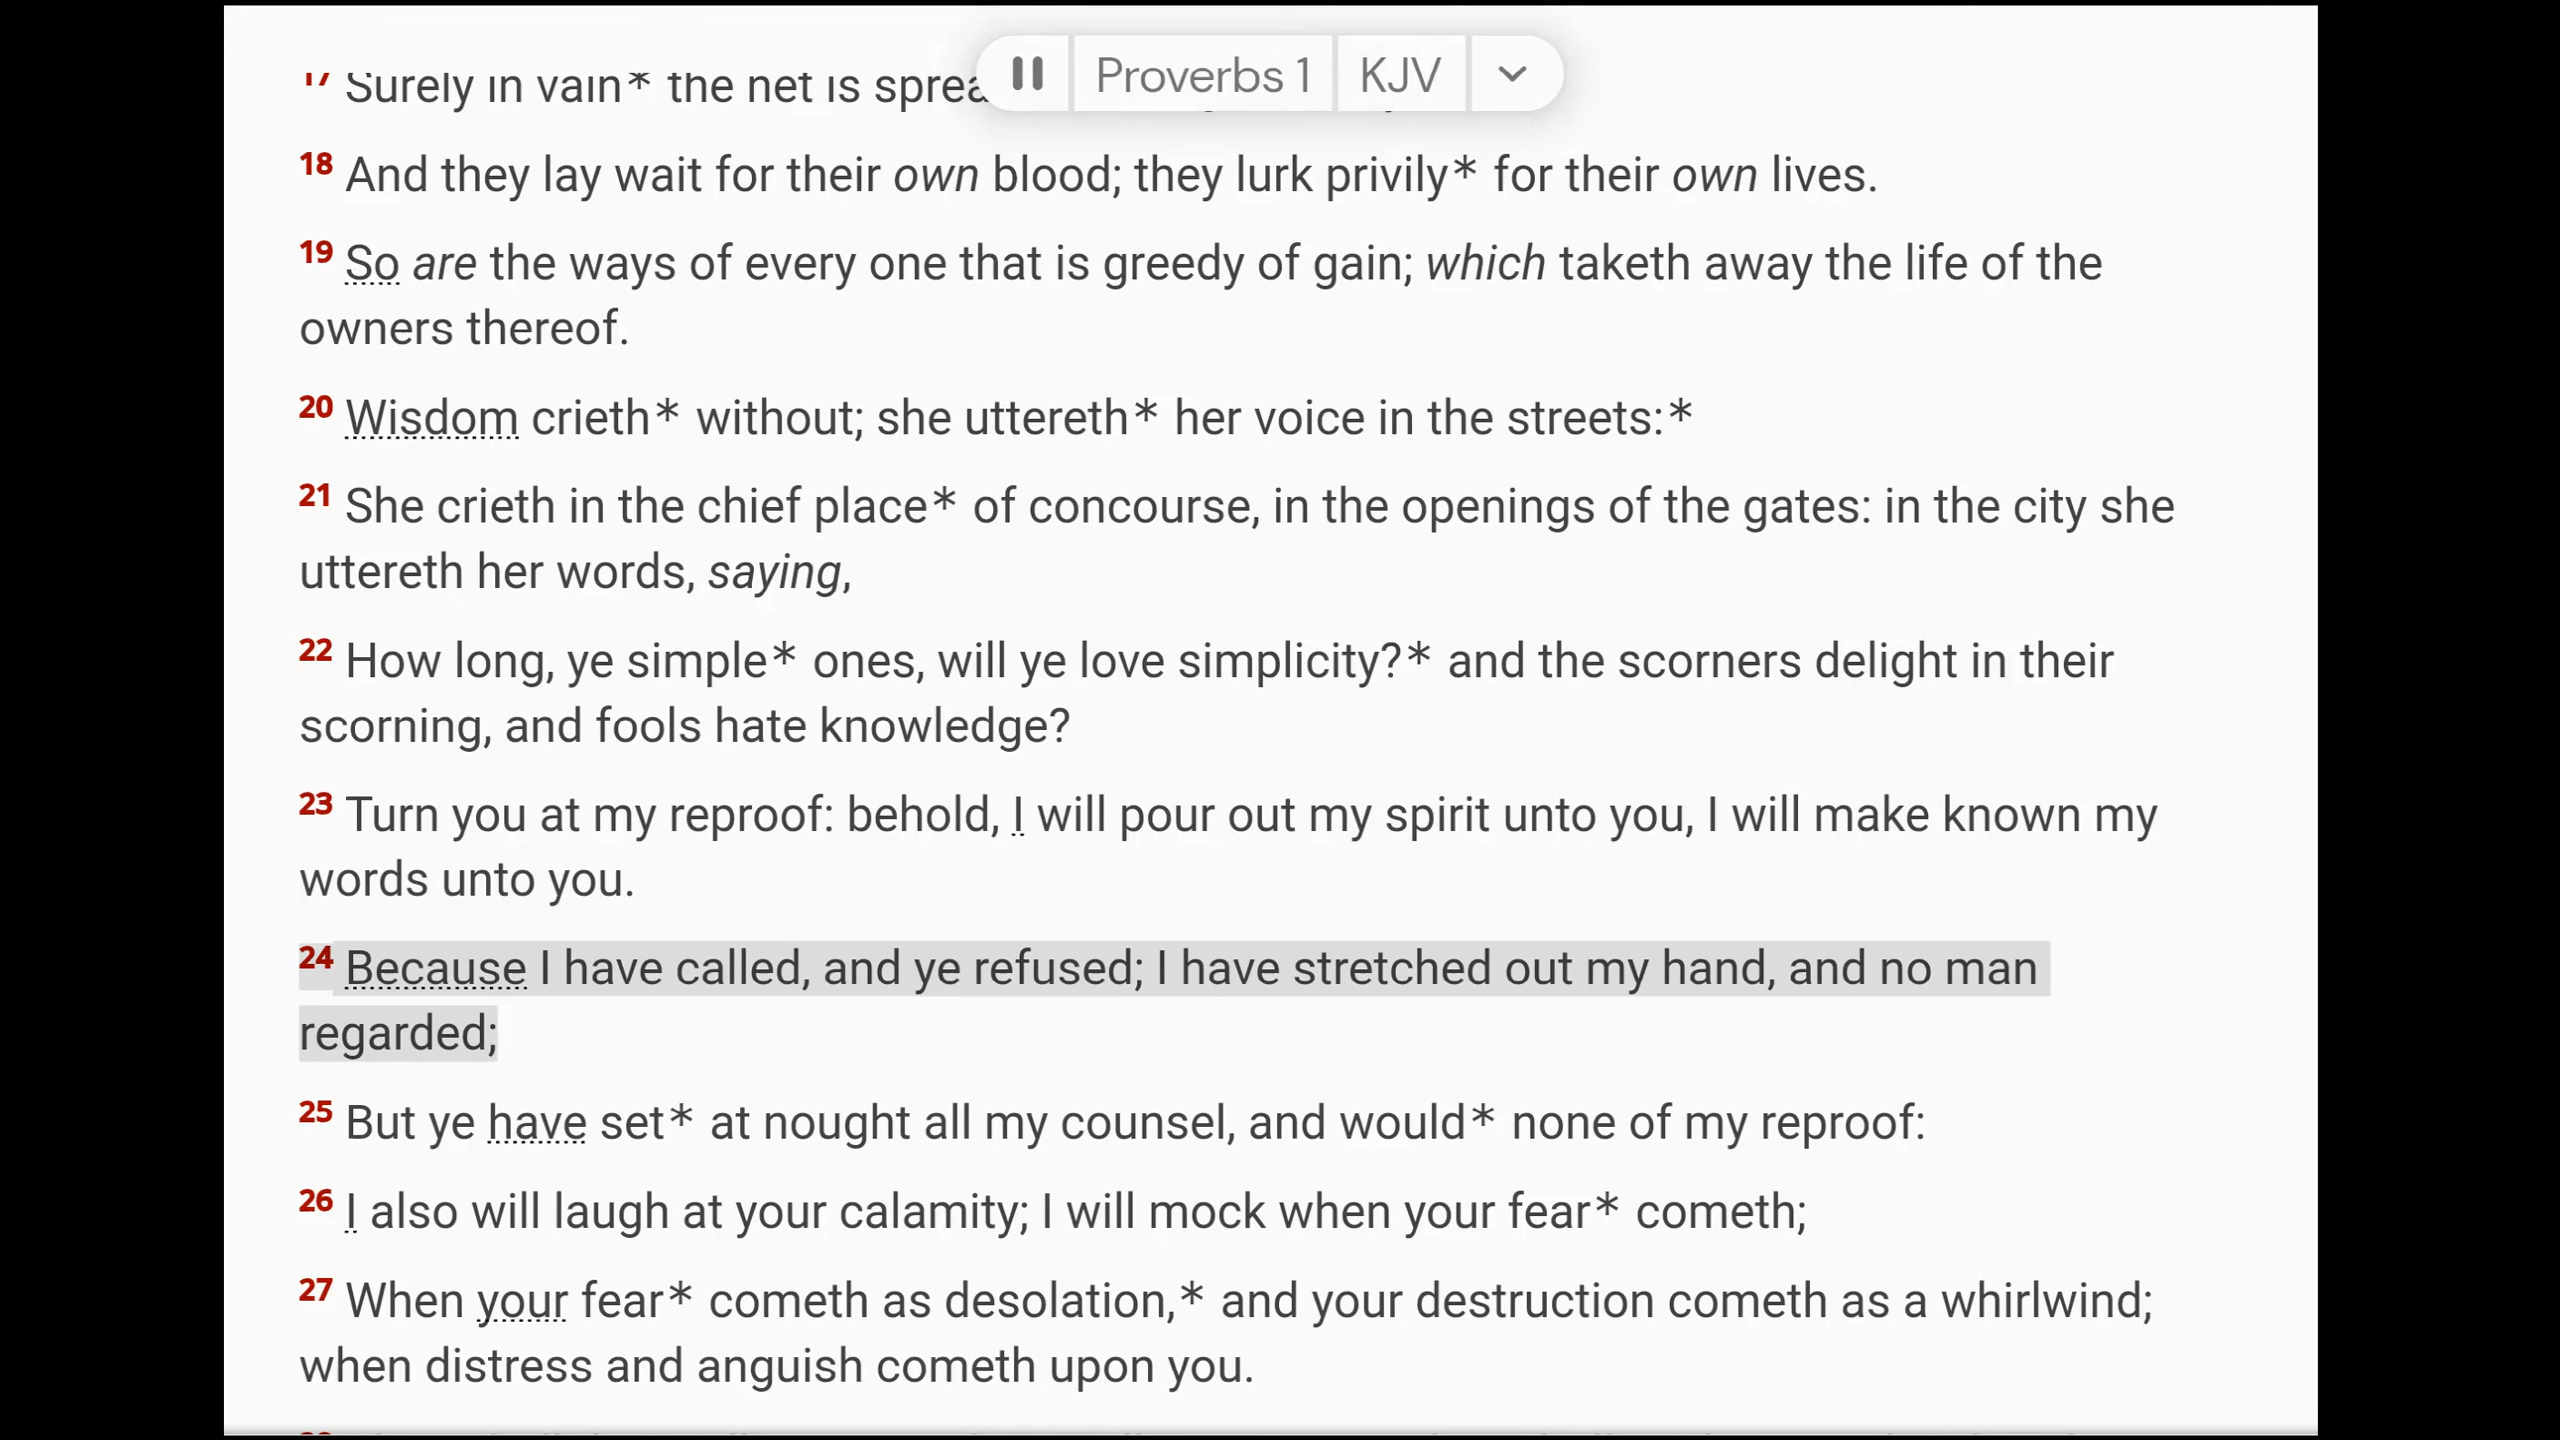 Proverbs 1 KJV
17 Surely in vain* the net is
18 And they lay wait for their own blood; they lurk privily* for their own lives.
19 So are the ways of every one that is greedy of gain; which taketh away the life of the
owners thereof.
20 Wisdom crieth* without; she uttereth* her voice in the streets:*
21 She crieth in the chief place* of concourse, in the openings of the gates: in the city she
uttereth her words, saying,
22 How long, ye simple* ones, will ye love simplicity?* and the scorners delight in their
scorning, and fools hate knowledge?
23 Turn you at my reproof: behold, I will pour out my spirit unto you, I will make known my
words unto you.
24 Because I have called, and ye refused; I have stretched out my hand, and no man
regarded;
25 But ye have set* at nought all my counsel, and would* none of my reproof:
26 I also will laugh at your calamity; I will mock when your fear* cometh;
27 When your fear* cometh as desolation,* and your destruction cometh as a whirlwind;
when distress and anguish cometh upon you.